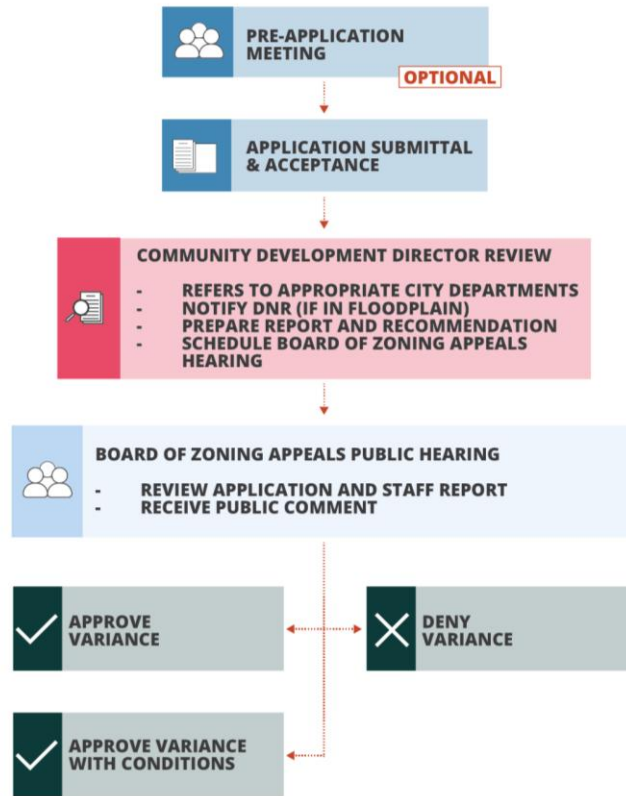 PRE-APPLICATION
MEETING
OPTIONAL
APPLICATION SUBMITTAL
& ACCEPTANCE
COMMUNITY DEVELOPMENT DIRECTOR REVIEW
- REFERS TO APPROPRIATE CITY DEPARTMENTS
- NOTIFY DNR (IF IN FLOODPLAIN)
- PREPARE REPORT AND RECOMMENDATION
- SCHEDULE BOARD OF ZONING APPEALS
HEARING
BOARD OF ZONING APPEALS PUBLIC HEARING
- REVIEW APPLICATION AND STAFF REPORT
- RECEIVE PUBLIC COMMENT
APPROVE
VARIANCE
DENY
VARIANCE
APPROVE VARIANCE
WITH CONDITIONS